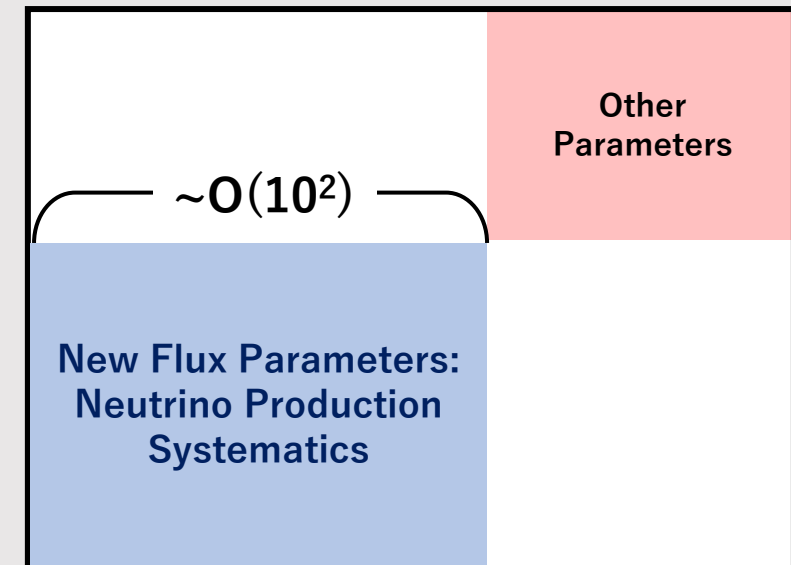 Other
Parameters
~O(10²)
New Flux Parameters:
Neutrino Production
Systematics